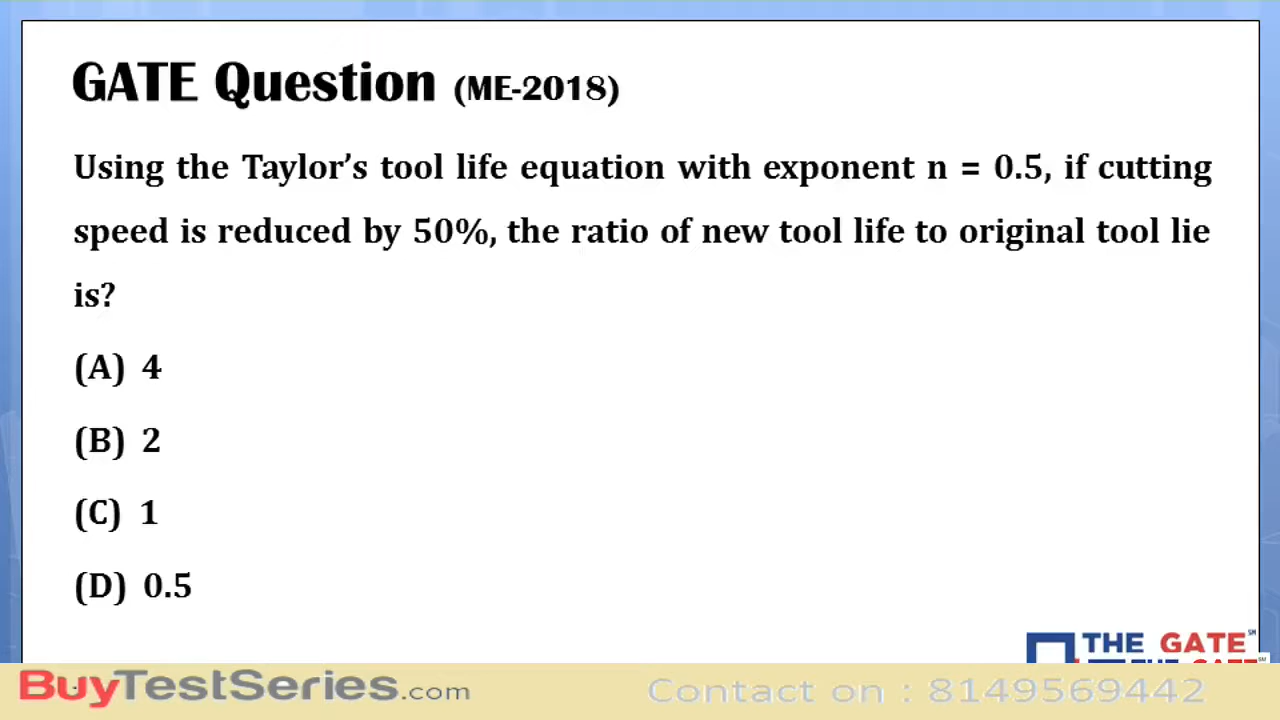 GATE Question (ME-2018)
Using the Taylor’s tool life equation with exponent n = 0.5, if cutting
speed is reduced by 50%, the ratio of new tool life to original tool lie
is?
(A) 4
(B) 2
(C) 1
(D) 0.5
THE GATE℠
BuyTestSeries.com
Contact on : 8149569442